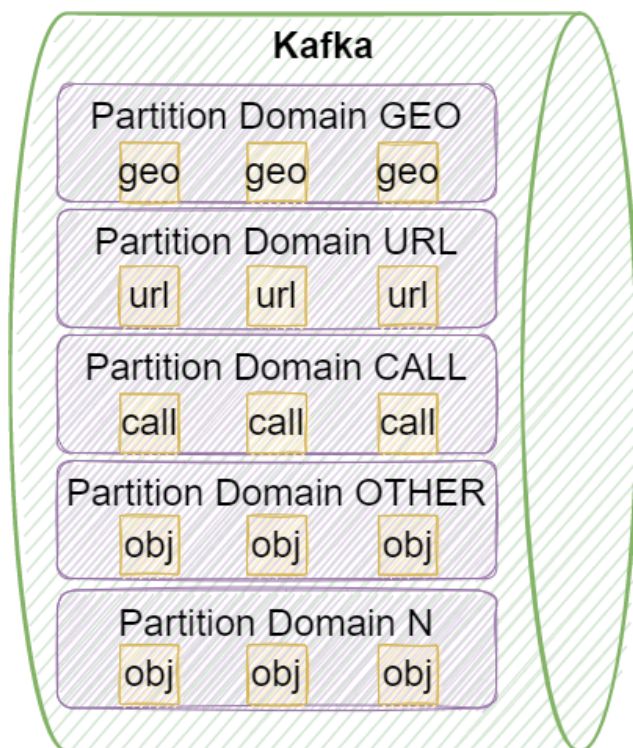 Kafka
Partition Domain GEO
geo geo geo
Partition Domain URL
url url url
Partition Domain CALL
call call call
Partition Domain OTHER
obj obj obj
Partition Domain N
obj obj obj